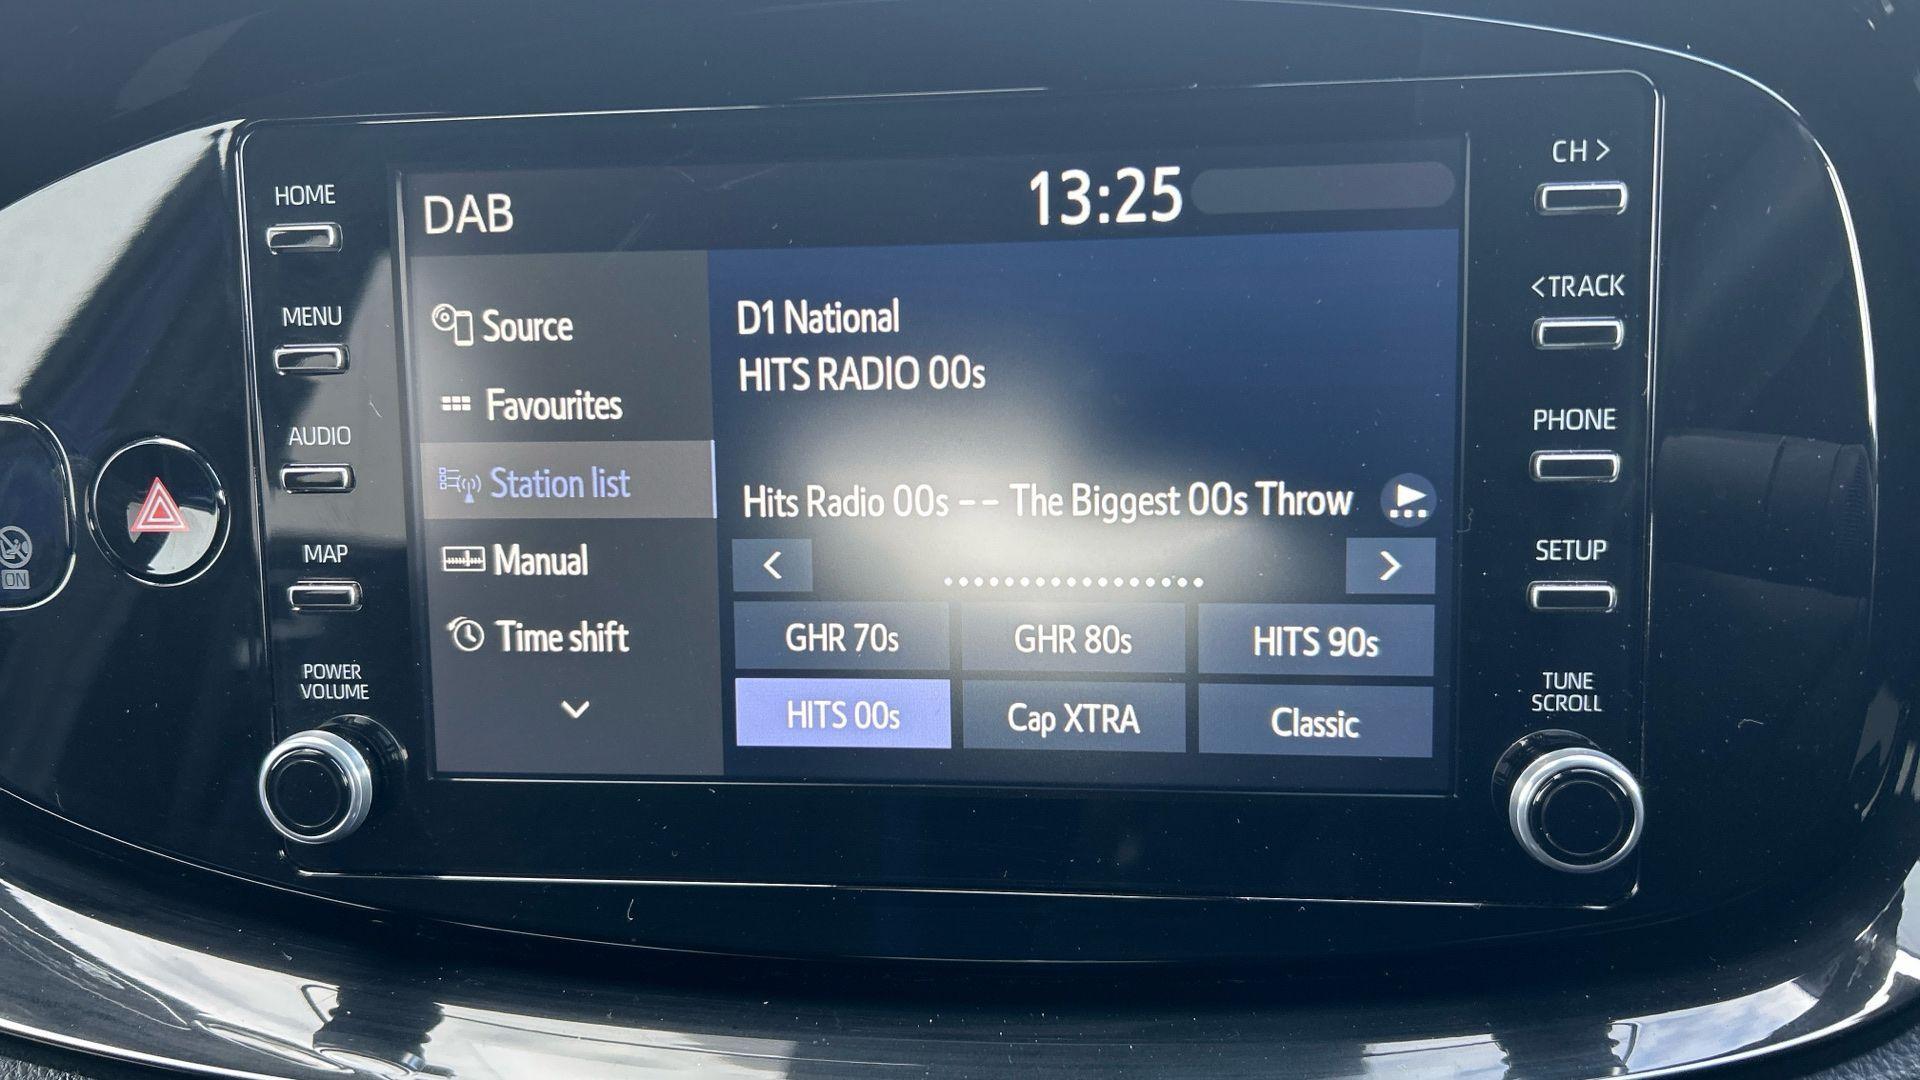 DAB
13:25
HOME
MENU
AUDIO
MAP
POWER
VOLUME
ON
Source
Favourites
Station list
Manual
Time shift
D1 National
HITS RADIO 00s
Hits Radio 00s -- The Biggest 00s Throw
GHR 70s
GHR 80s
HITS 90s
HITS 00s
Cap XTRA
Classic
CH >
< TRACK
PHONE
SETUP
TUNE
SCROLL